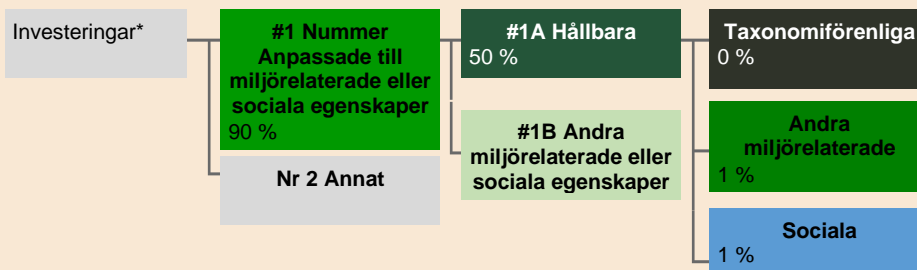 Investeringar*
#1 Nummer
Anpassade till
miljörelaterade eller
sociala egenskaper
90 %
Nr 2 Annat
#1A Hållbara
50 %
#1B Andra
miljörelaterade eller
sociala egenskaper
Taxonomiförenliga
0 %
Andra
miljörelaterade
1 %
Sociala
1 %